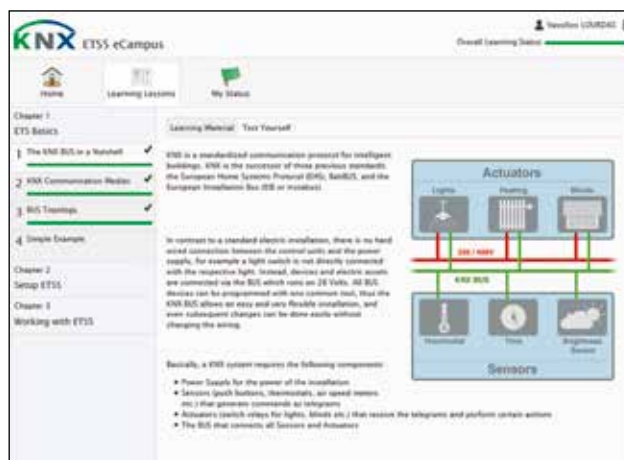 KNX ETS5 eCampus
Vassilios LOURDAS
Overall Learning Status
Home
Learning Lessons
My Status
Chapter 1
ETS Basics
1 The KNX BUS in a Nutshell
2 KNX Communication Medias
3 BUS Topology
4 Simple Example
Chapter 2
Setup ETS5
Chapter 3
Working with ETS5
Learning Material Test Yourself
KNX is a standardized communication protocol for intelligent
buildings. KNX is the successor of three previous standards:
the European Home Systems Protocol (EHS), BatiBUS, and the
European Installation Bus (EIB or Instabus).
In contrast to a standard electric installation, there is no hard
wired connection between the control units and the power
supply, for example a light switch is not directly connected
with the respective light. Instead, devices and electric assets
are connected via the BUS which runs on 28 Volts. All BUS
devices can be programmed with one common tool, thus the
KNX BUS allows an easy and very flexible installation, and
even subsequent changes can be done easily without
changing the wiring.
Basically, a KNX system requires the following components:
Power Supply for the power of the installation
Sensors (push buttons, thermostats, air speed meters
etc.) that generate commands as telegrams
Actuators (switch relays for lights, blinds etc.) that receive the telegrams and perform certain actions
The BUS that connects all Sensors and Actuators
Actuators
Lights Heating Blinds
230 / 400V
KNX BUS
Thermostat Time Brightness
Sensor
Sensors